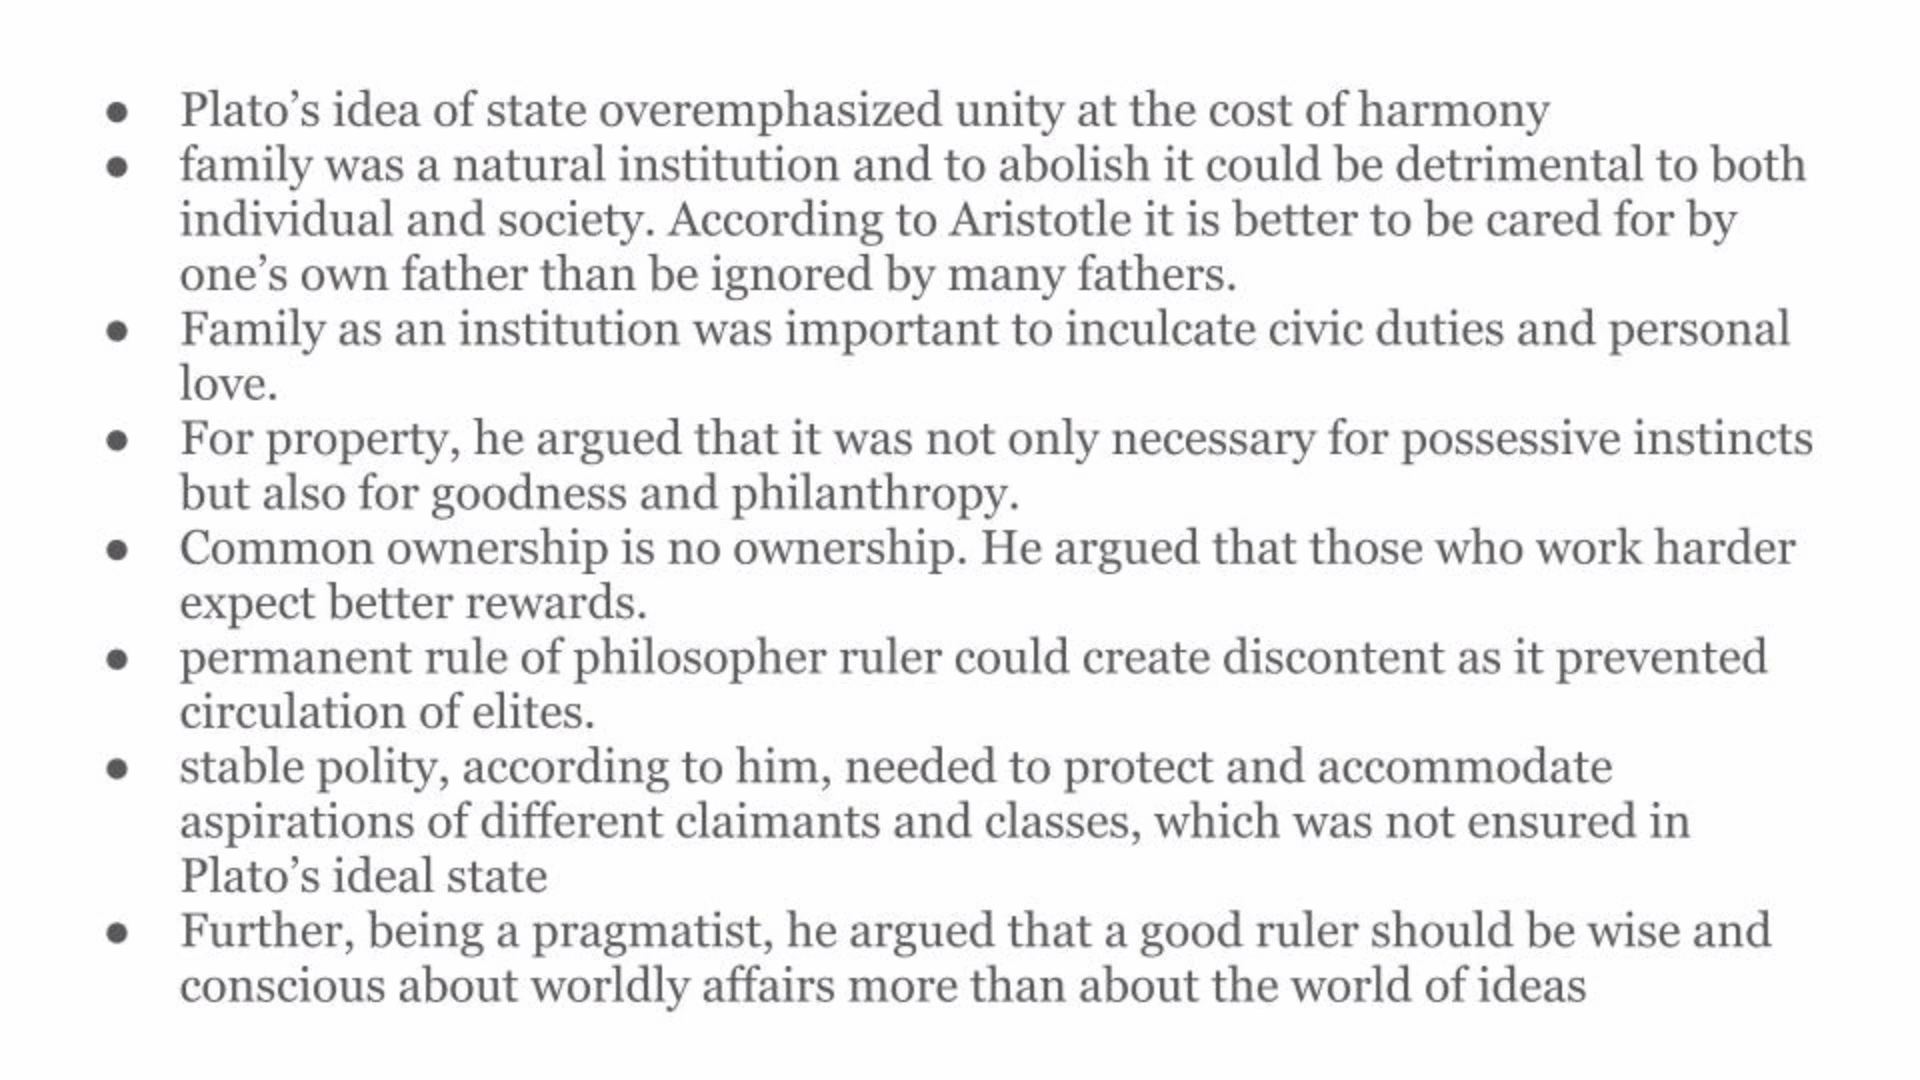 ● Plato’s idea of state overemphasized unity at the cost of harmony
● family was a natural institution and to abolish it could be detrimental to both
individual and society. According to Aristotle it is better to be cared for by
one’s own father than be ignored by many fathers.
● Family as an institution was important to inculcate civic duties and personal
love.
● For property, he argued that it was not only necessary for possessive instincts
but also for goodness and philanthropy.
● Common ownership is no ownership. He argued that those who work harder
expect better rewards.
● permanent rule of philosopher ruler could create discontent as it prevented
circulation of elites.
● stable polity, according to him, needed to protect and accommodate
aspirations of different claimants and classes, which was not ensured in
Plato’s ideal state
● Further, being a pragmatist, he argued that a good ruler should be wise and
conscious about worldly affairs more than about the world of ideas